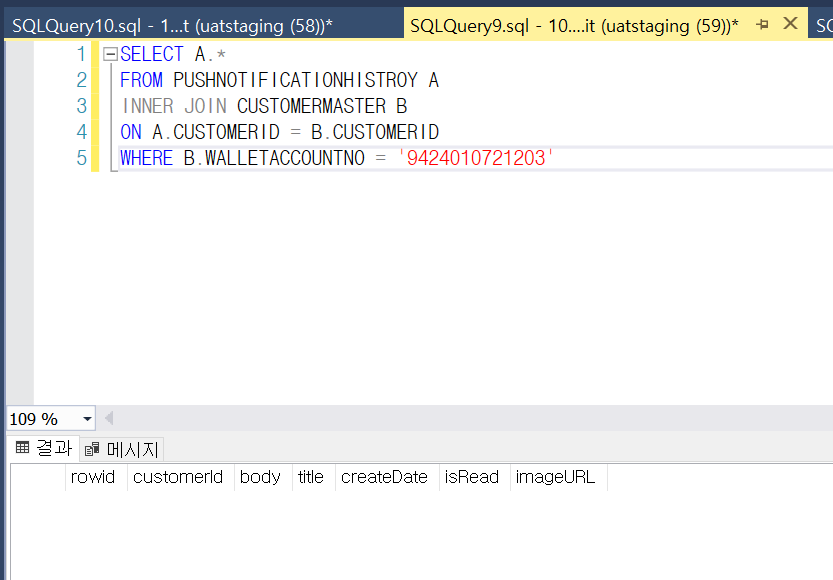 SQLQuery10.sql - 1...t (uatstaging (58))* SQLQuery9.sql - 10....it (uatstaging (59))* SQ
1 SELECT A.*
2 FROM PUSHNOTIFICATIONHISTROY A
3 INNER JOIN CUSTOMERMASTER B
4 ON A.CUSTOMERID = B.CUSTOMERID
5 WHERE B.WALLETACCOUNTNO = '9424010721203'
109 %
결과 메시지
rowid customerId body title createDate isRead imageURL